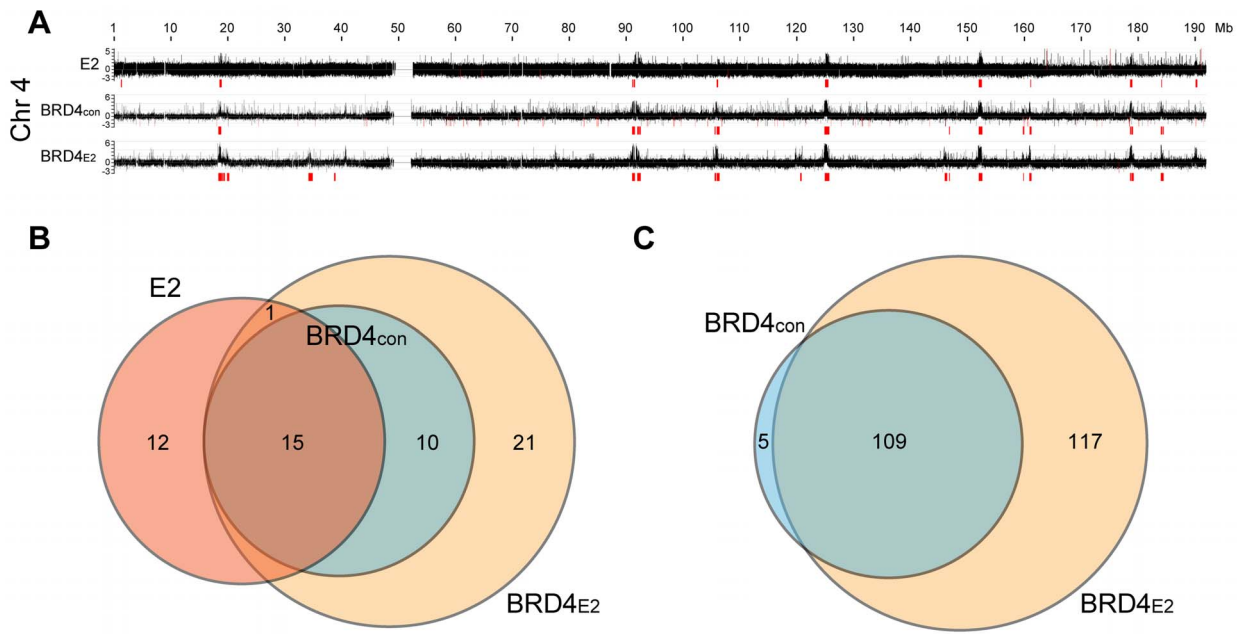 A
0 10 20 30 40 50 60 70 80 90 100 110 120 130 140 150 160 170 180 190 Mb
Chr 4
E2 5 0 -3
BRD4con 6 0 -3
BRD4E2 6 0 -3
B
C
E2
1
BRD4con
BRD4con
12 15 10 21
5 109 117
BRD4E2
BRD4E2